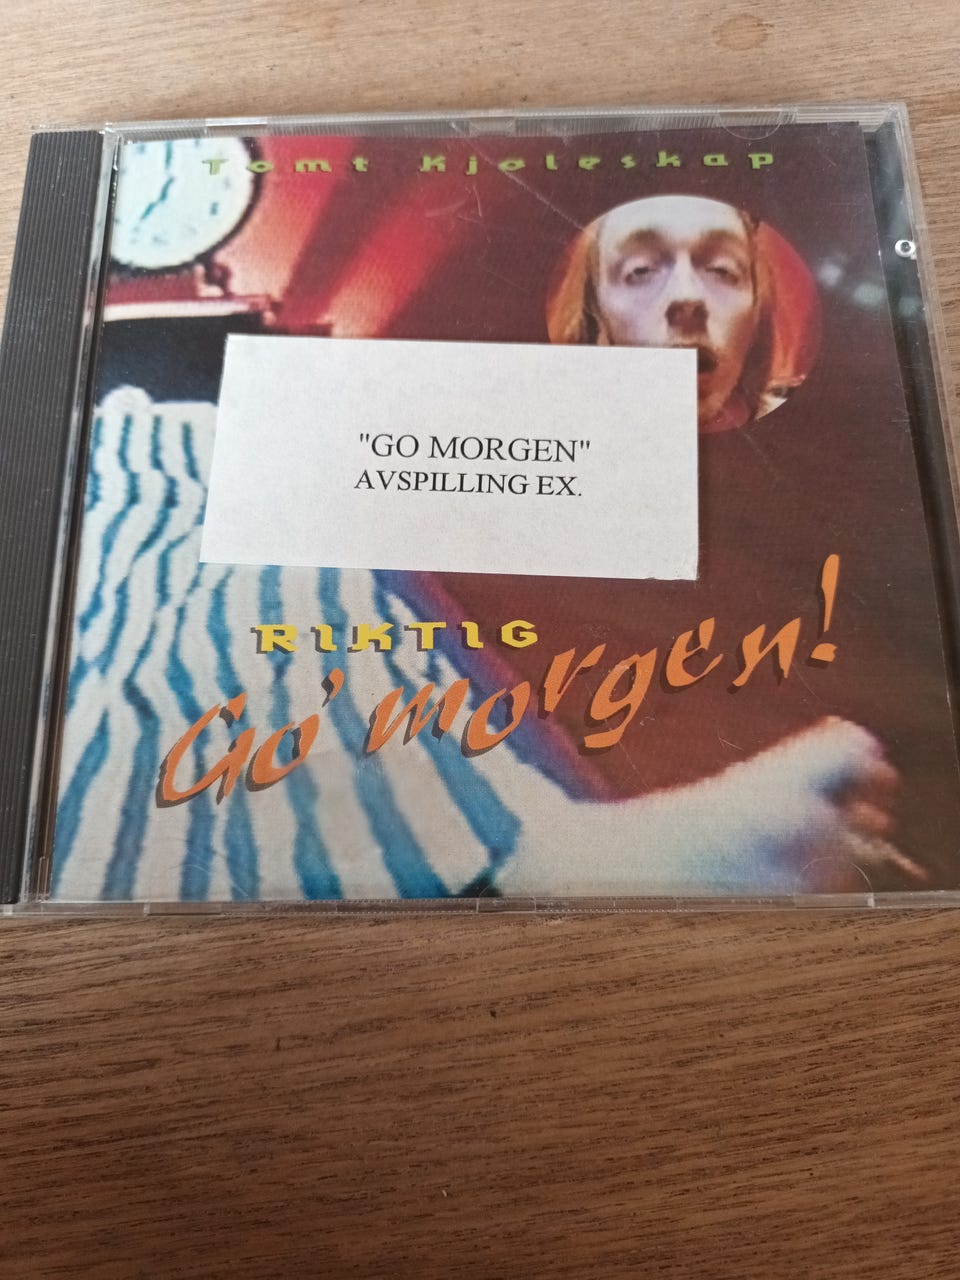 Tomt Kjøleskap
"GO MORGEN"
AVSPILLING EX.
RIKTIG
Go' morgen!